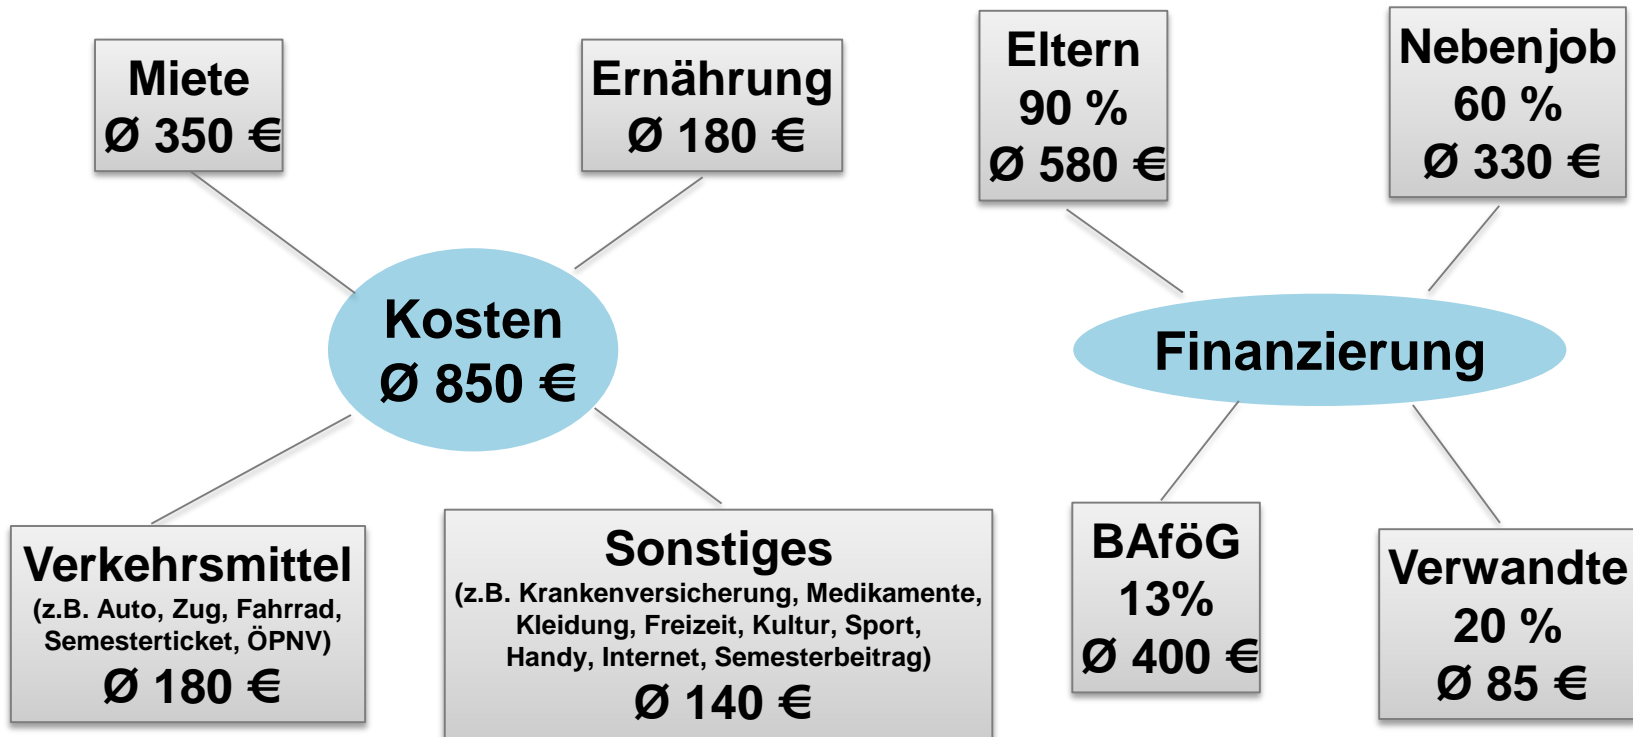 Miete
Ø 350 €
Ernährung
Ø 180 €
Kosten
Ø 850 €
Verkehrsmittel
(z.B. Auto, Zug, Fahrrad,
Semesterticket, ÖPNV)
Ø 180 €
Sonstiges
(z.B. Krankenversicherung, Medikamente,
Kleidung, Freizeit, Kultur, Sport,
Handy, Internet, Semesterbeitrag)
Ø 140 €
Eltern
90 %
Ø 580 €
Nebenjob
60 %
Ø 330 €
Finanzierung
BAföG
13%
Ø 400 €
Verwandte
20 %
Ø 85 €